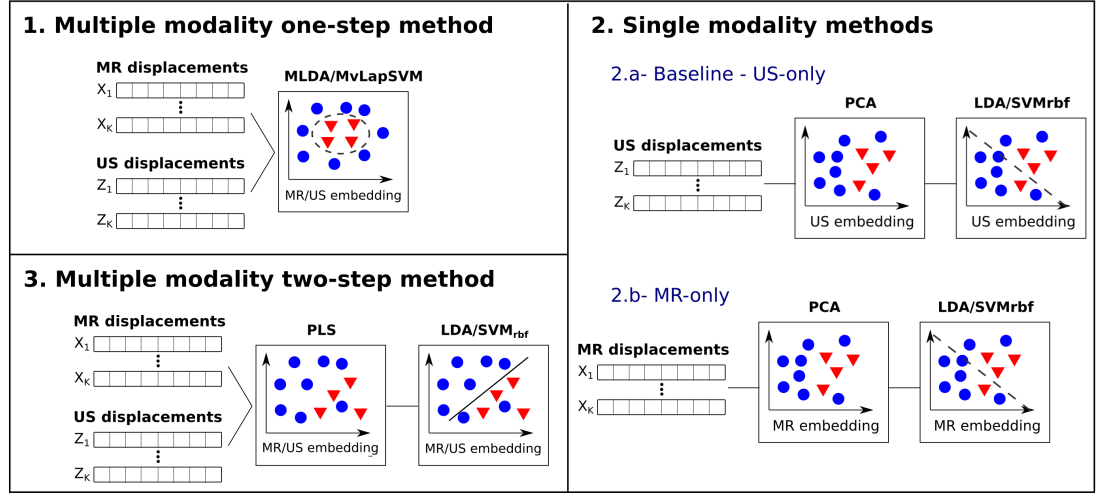 1. Multiple modality one-step method
MR displacements
X1
XK
US displacements
Z1
ZK
MLDA/MvLapSVM
MR/US embedding
2. Single modality methods
2.a- Baseline - US-only
US displacements
Z1
ZK
PCA
US embedding
LDA/SVMrbf
US embedding
2.b- MR-only
MR displacements
X1
XK
PCA
MR embedding
LDA/SVMrbf
MR embedding
3. Multiple modality two-step method
MR displacements
X1
XK
US displacements
Z1
ZK
PLS
MR/US embedding
LDA/SVMrbf
MR/US embedding